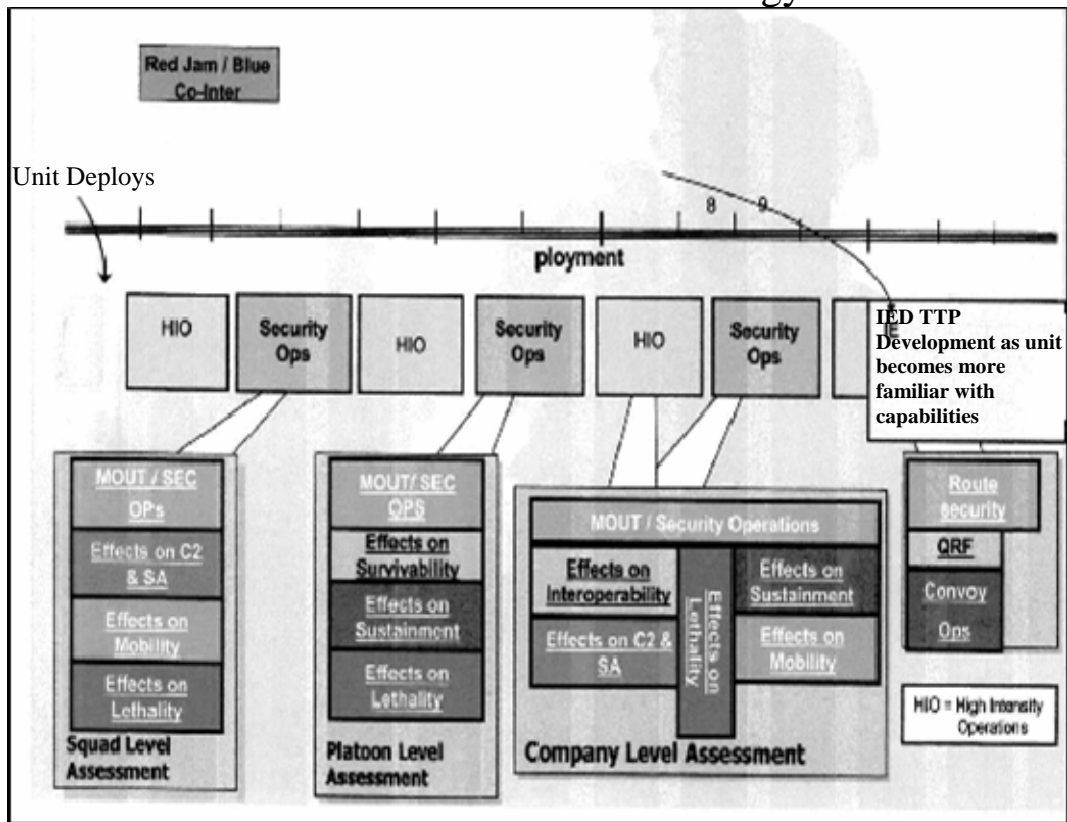 Red Jam / Blue
Co-Inter
Unit Deploys
8 9
ployment
HIO
Security
Ops
HIO
Security
Ops
HIO
Security
Ops
IED TTP
Development as unit
becomes more
familiar with
capabilities
MOUT / SEC
OPs
Effects on C2
& SA
Effects on
Mobility
Effects on
Lethality
Squad Level
Assessment
MOUT/ SEC
OPS
Effects on
Survivability
Effects on
Sustainment
Effects on
Lethality
Platoon Level
Assessment
MOUT / Security Operations
Effects on
Interoperability
Effects on C2 &
SA
Effects on
Lethality
Effects on
Sustainment
Effects on
Mobility
Company Level Assessment
Route
security
QRF
Convoy
Ops
HIO = High Intensity
Operations